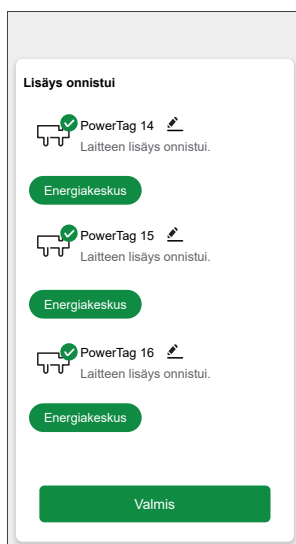 Lisäys onnistui
PowerTag 14
Laitteen lisäys onnistui.
Energiakeskus
PowerTag 15
Laitteen lisäys onnistui.
Energiakeskus
PowerTag 16
Laitteen lisäys onnistui.
Energiakeskus
Valmis